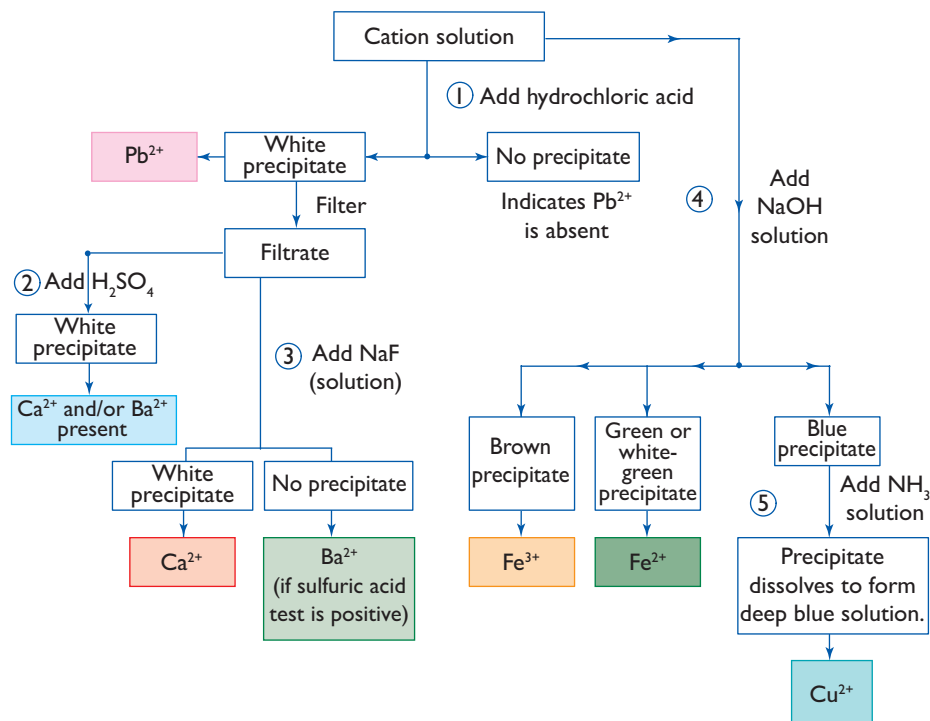 Cation solution
① Add hydrochloric acid
Pb²⁺
White
precipitate
No precipitate
Indicates Pb²⁺
is absent
④
Add
NaOH
solution
Filter
Filtrate
② Add H₂SO₄
White
precipitate
Ca²⁺ and/or Ba²⁺
present
③ Add NaF
(solution)
White
precipitate
No precipitate
Ca²⁺
Ba²⁺
(if sulfuric acid
test is positive)
Brown
precipitate
Green or
white-
green
precipitate
Blue
precipitate
⑤
Add NH₃
solution
Fe³⁺
Fe²⁺
Precipitate
dissolves to form
deep blue solution.
Cu²⁺